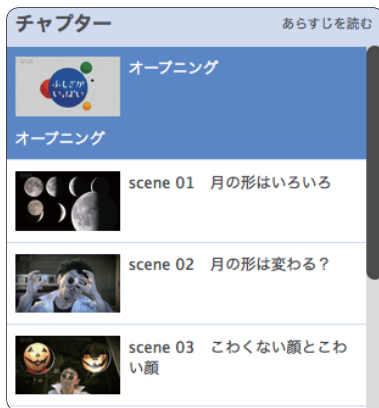 チャプター
あらすじを読む
ふしぎが
いっぱい
オープニング
オープニング
scene 01　月の形はいろいろ
scene 02　月の形は変わる？
scene 03　こわくない顔とこわ
い顔